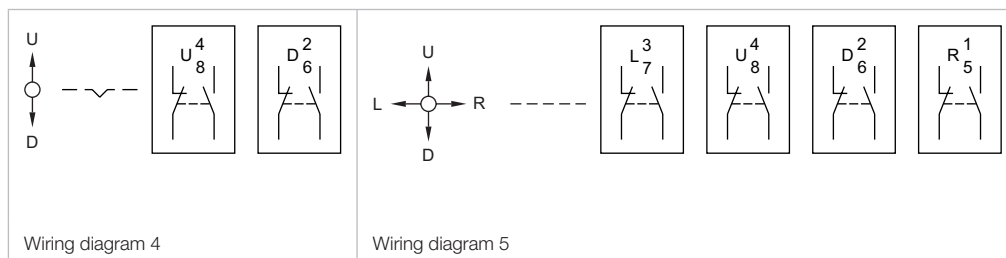 U
D
U 4 8
D 2 6
Wiring diagram 4
U
L R
D
L 3 7
U 4 8
D 2 6
R 1 5
Wiring diagram 5